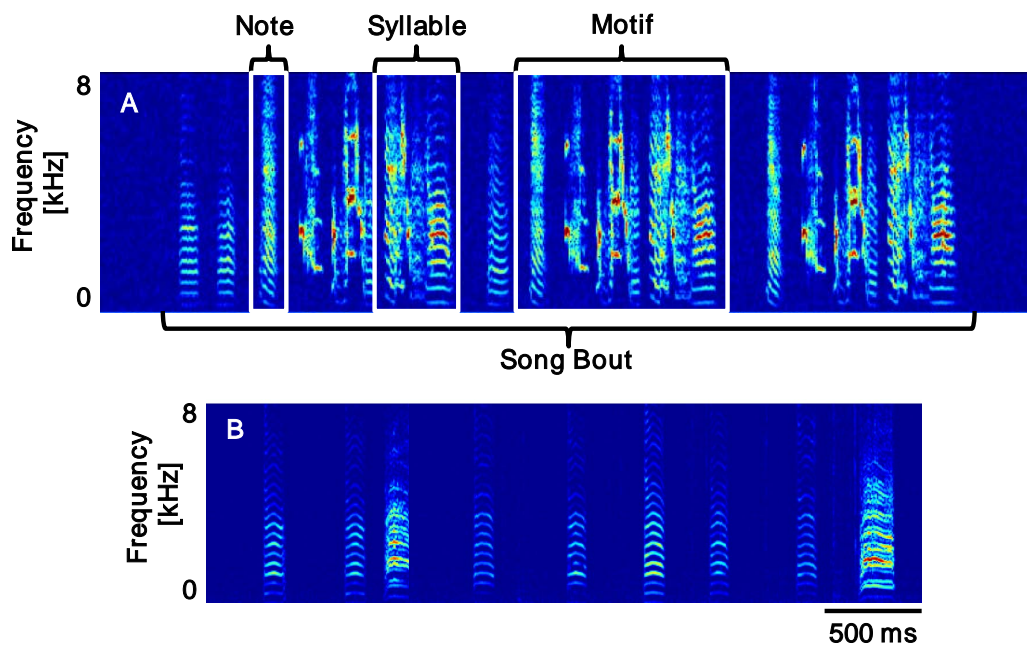 Note Syllable Motif
8
A
Frequency
[kHz]
0
Song Bout
8
B
Frequency
[kHz]
0
500 ms